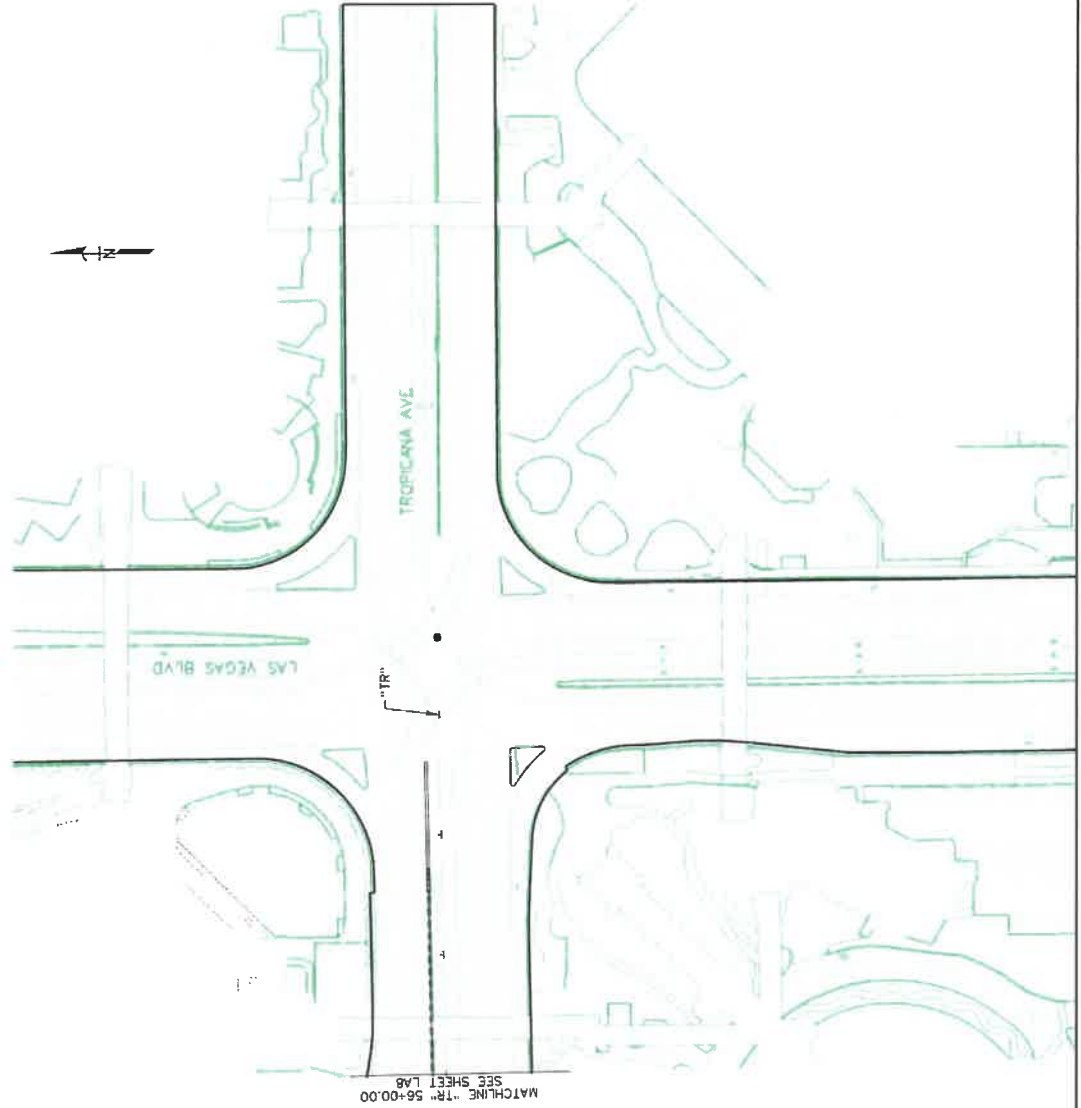 N
TROPICANA AVE
LAS VEGAS BLVD
"TR"
MATCHLINE "TR" 56+00.00
SEE SHEET LA8